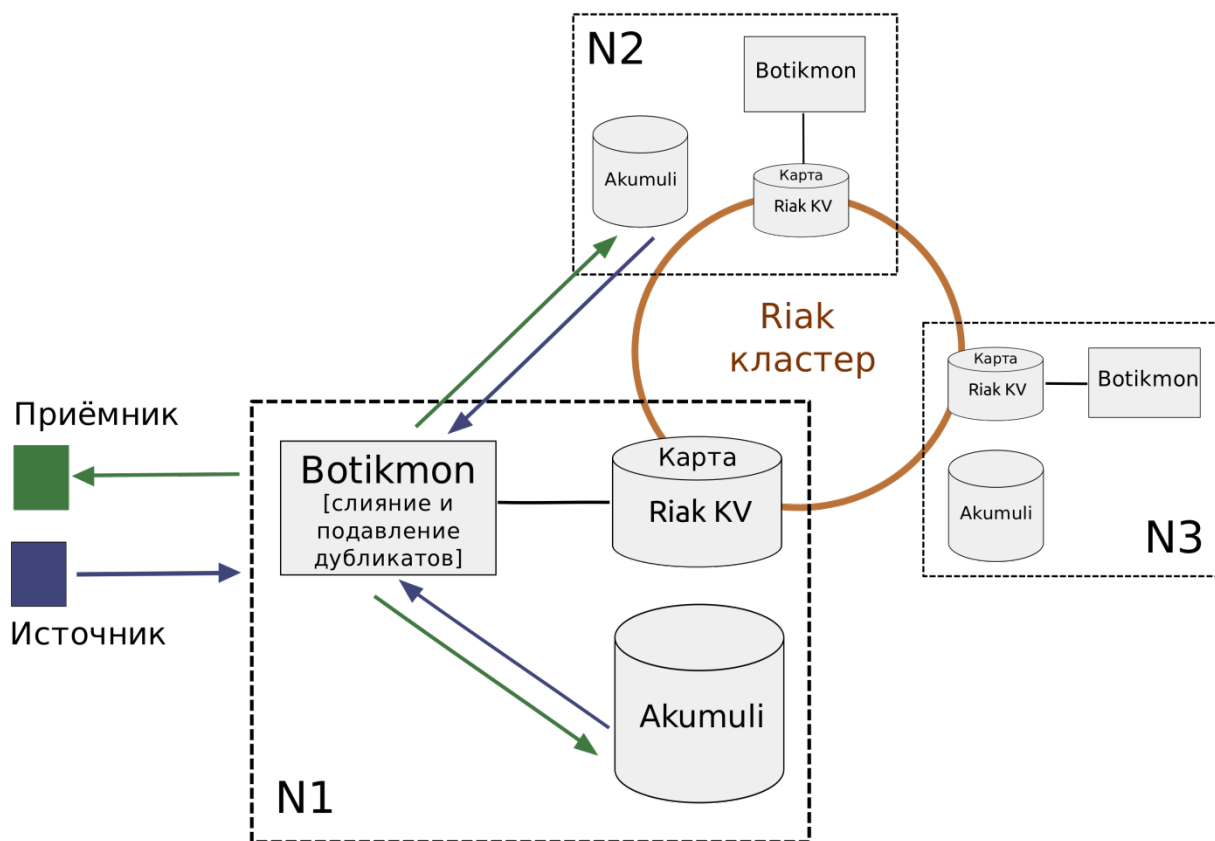 N2
Botikmon
Akumuli
Карта
Riak KV
Riak
кластер
Карта
Riak KV
Botikmon
Akumuli
N3
Приёмник
Источник
Botikmon
[слияние и
подавление
дубликатов]
Карта
Riak KV
Akumuli
N1